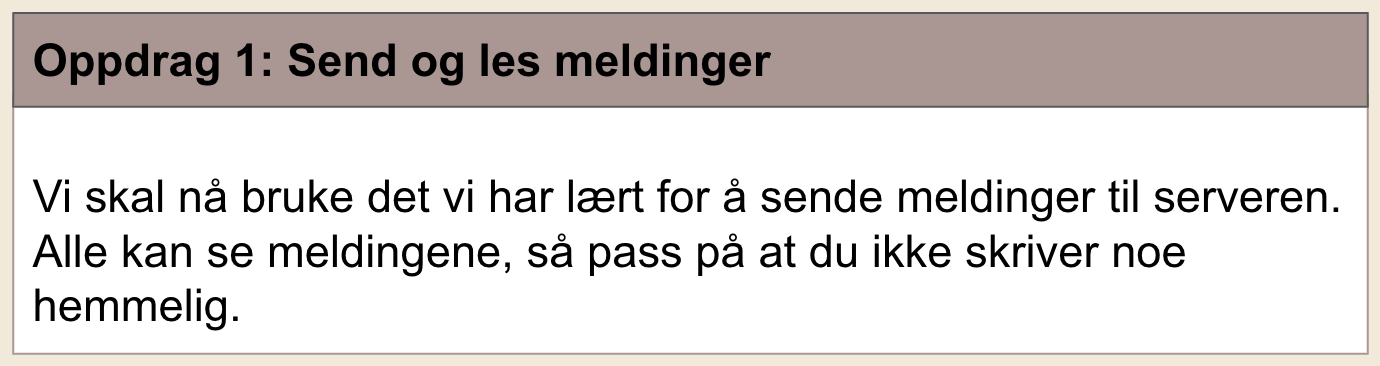 Oppdrag 1: Send og les meldinger
Vi skal nå bruke det vi har lært for å sende meldinger til serveren.
Alle kan se meldingene, så pass på at du ikke skriver noe
hemmelig.